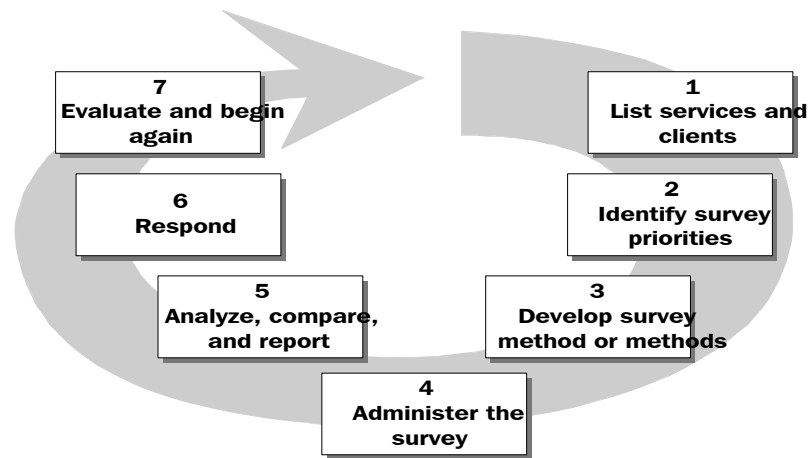 1
List services and
clients
2
Identify survey
priorities
3
Develop survey
method or methods
4
Administer the
survey
5
Analyze, compare,
and report
6
Respond
7
Evaluate and begin
again